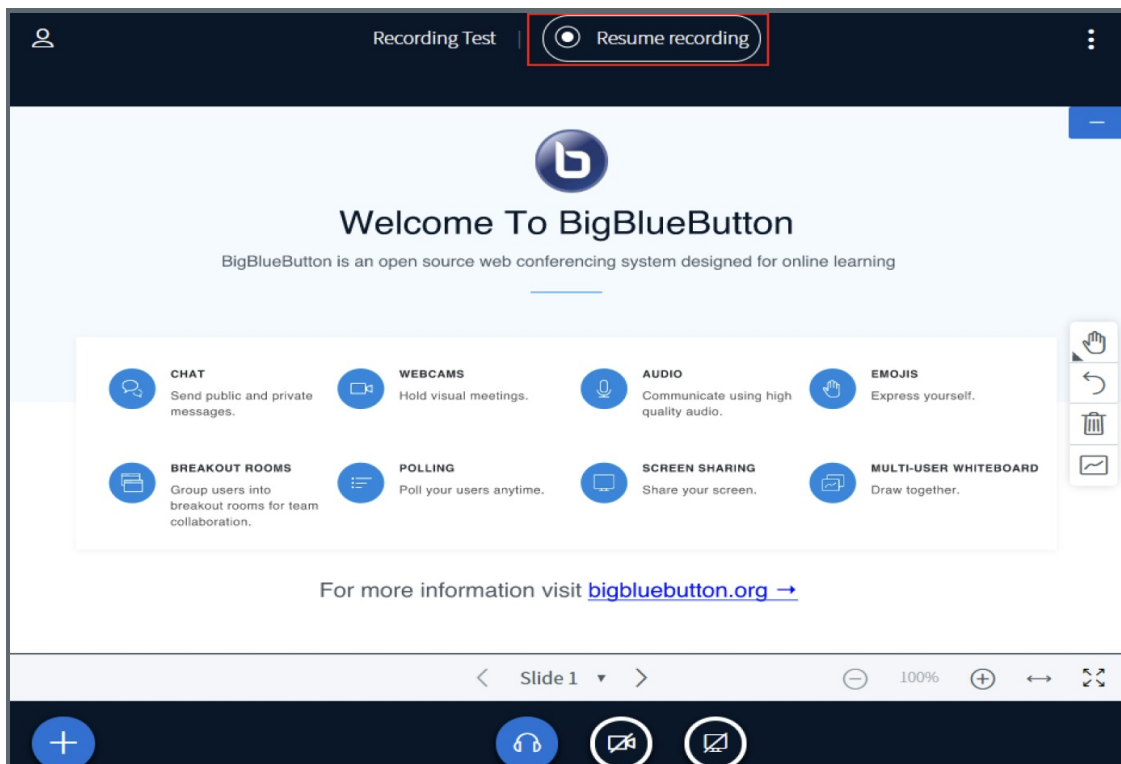 Recording Test
Resume recording
Welcome To BigBlueButton
BigBlueButton is an open source web conferencing system designed for online learning
CHAT
Send public and private
messages.
WEBCAMS
Hold visual meetings.
AUDIO
Communicate using high
quality audio.
EMOJIS
Express yourself.
BREAKOUT ROOMS
Group users into
breakout rooms for team
collaboration.
POLLING
Poll your users anytime.
SCREEN SHARING
Share your screen.
MULTI-USER WHITEBOARD
Draw together.
For more information visit bigbluebutton.org →
Slide 1
100%